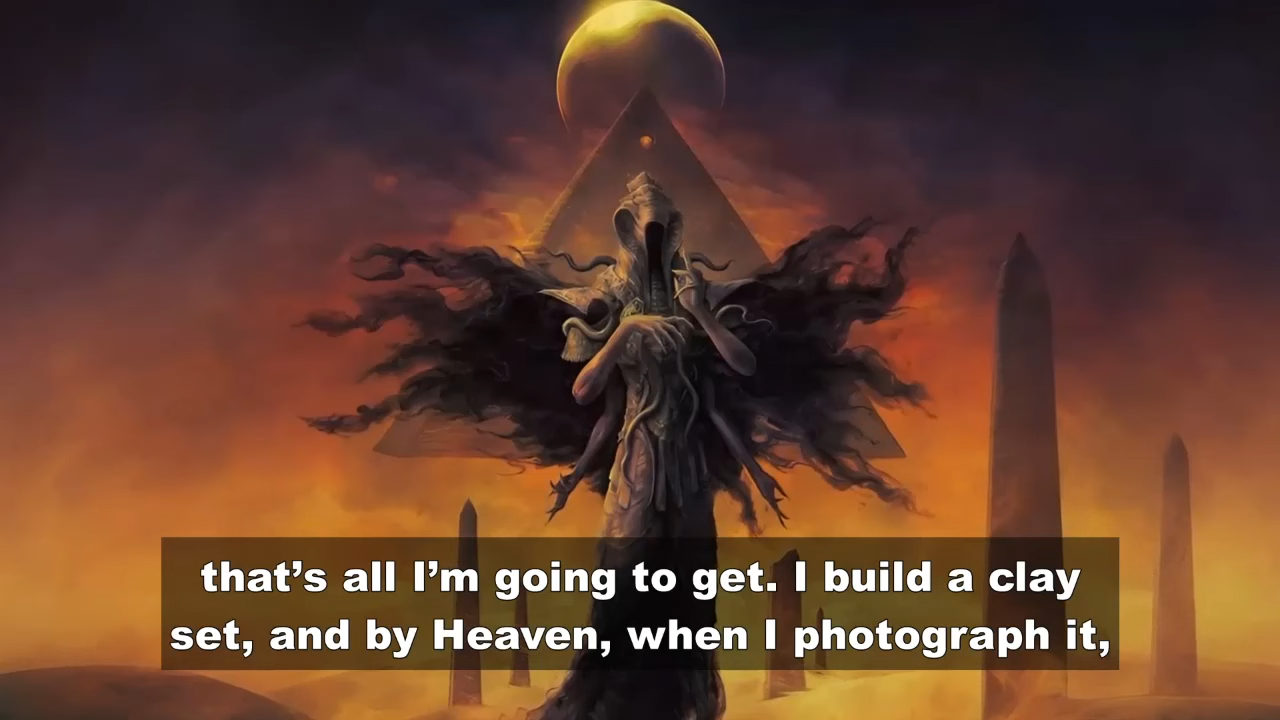 that’s all I’m going to get. I build a clay
set, and by Heaven, when I photograph it,